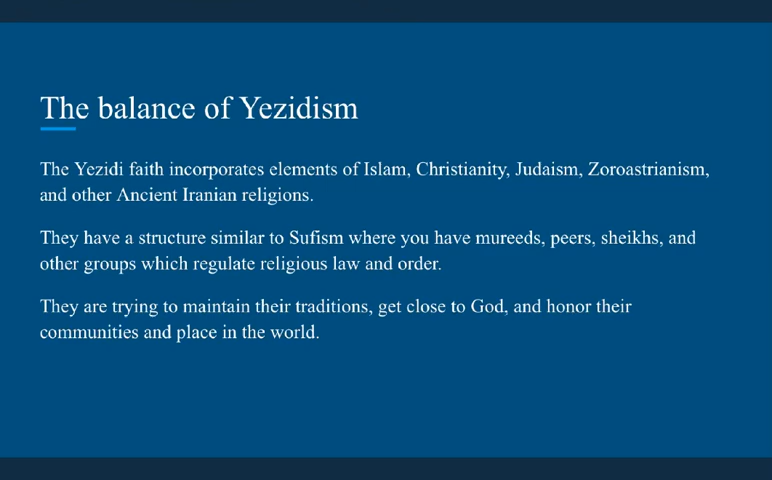 The balance of Yezidism
The Yezidi faith incorporates elements of Islam, Christianity, Judaism, Zoroastrianism,
and other Ancient Iranian religions.
They have a structure similar to Sufism where you have mureeds, peers, sheikhs, and
other groups which regulate religious law and order.
They are trying to maintain their traditions, get close to God, and honor their
communities and place in the world.